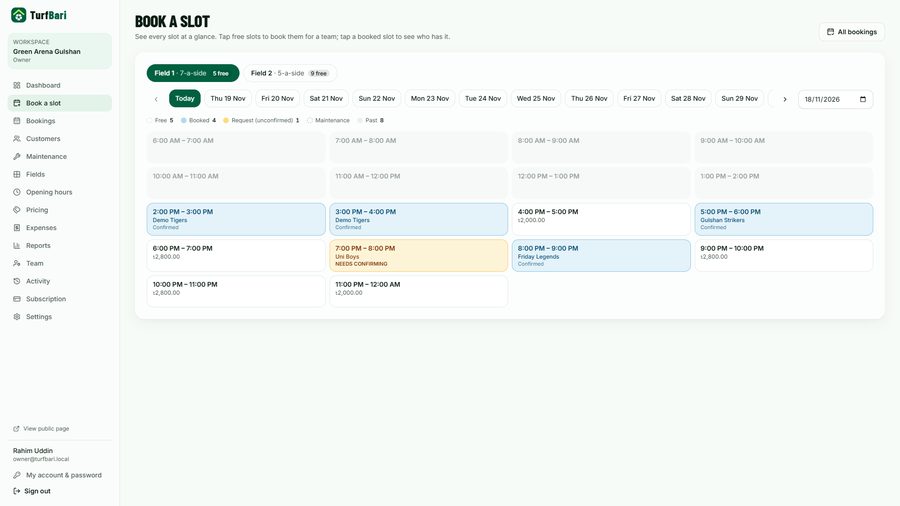 TurfBari
WORKSPACE
Green Arena Gulshan
Owner
Dashboard
Book a slot
Bookings
Customers
Maintenance
Fields
Opening hours
Pricing
Expenses
Reports
Team
Activity
Subscription
Settings
View public page
Rahim Uddin
owner@turfbari.local
My account & password
Sign out
BOOK A SLOT
See every slot at a glance. Tap free slots to book them for a team; tap a booked slot to see who has it.
All bookings
Field 1 · 7-a-side 5 free
Field 2 · 5-a-side 9 free
Today Thu 19 Nov Fri 20 Nov Sat 21 Nov Sun 22 Nov Mon 23 Nov Tue 24 Nov Wed 25 Nov Thu 26 Nov Fri 27 Nov Sat 28 Nov Sun 29 Nov 18/11/2026
Free 5 Booked 4 Request (unconfirmed) 1 Maintenance Past 8
6:00 AM – 7:00 AM
7:00 AM – 8:00 AM
8:00 AM – 9:00 AM
9:00 AM – 10:00 AM
10:00 AM – 11:00 AM
11:00 AM – 12:00 PM
12:00 PM – 1:00 PM
1:00 PM – 2:00 PM
2:00 PM – 3:00 PM
Demo Tigers
Confirmed
3:00 PM – 4:00 PM
Demo Tigers
Confirmed
4:00 PM – 5:00 PM
৳2,000.00
5:00 PM – 6:00 PM
Gulshan Strikers
Confirmed
6:00 PM – 7:00 PM
৳2,800.00
7:00 PM – 8:00 PM
Uni Boys
NEEDS CONFIRMING
8:00 PM – 9:00 PM
Friday Legends
Confirmed
9:00 PM – 10:00 PM
৳2,800.00
10:00 PM – 11:00 PM
৳2,800.00
11:00 PM – 12:00 AM
৳2,000.00